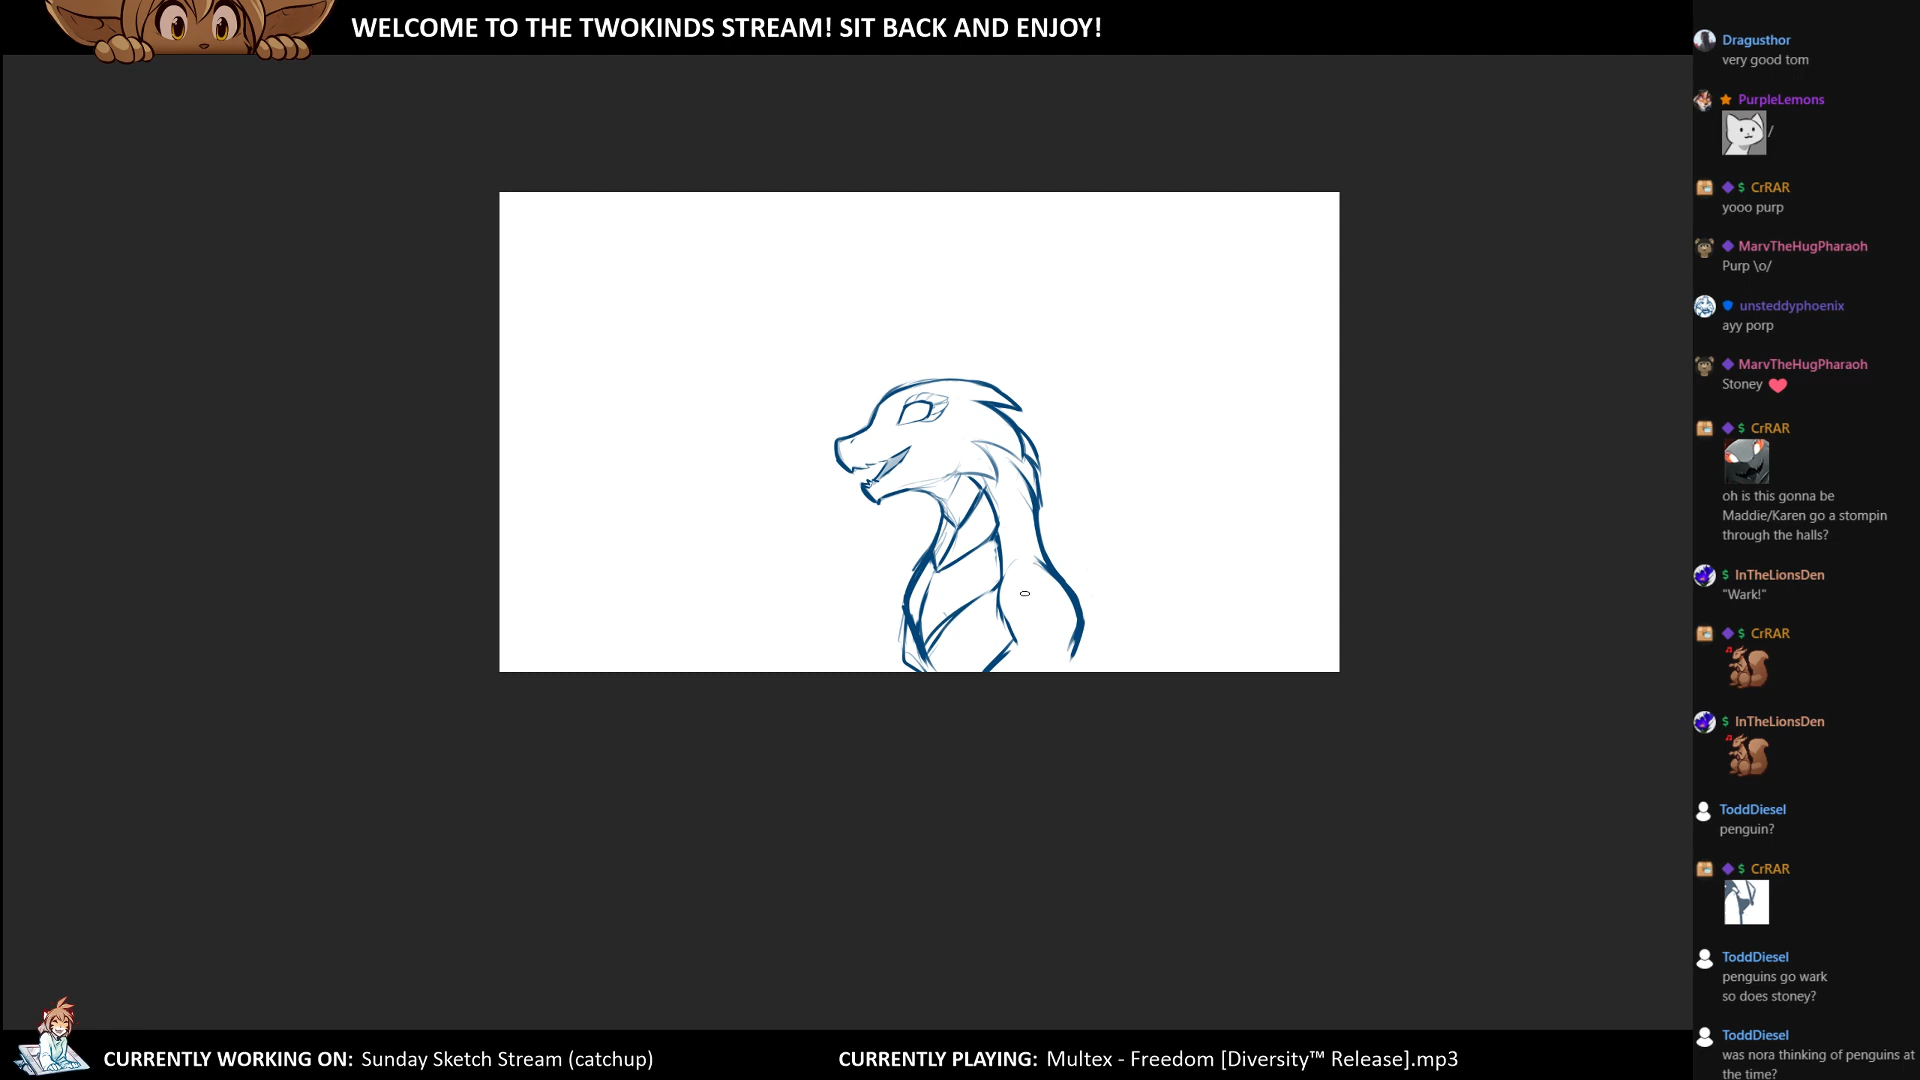 WELCOME TO THE TWOKINDS STREAM! SIT BACK AND ENJOY!
Dragusthor
very good tom
PurpleLemons
/
$ CrRAR
yooo purp
MarvTheHugPharaoh
Purp \o/
unsteddyphoenix
ayy porp
MarvTheHugPharaoh
Stoney
$ CrRAR
oh is this gonna be
Maddie/Karen go a stompin
through the halls?
$ InTheLionsDen
"Wark!"
$ CrRAR
$ InTheLionsDen
ToddDiesel
penguin?
$ CrRAR
ToddDiesel
penguins go wark
so does stoney?
ToddDiesel
was nora thinking of penguins at
the time?
CURRENTLY WORKING ON: Sunday Sketch Stream (catchup)
CURRENTLY PLAYING: Multex - Freedom [Diversity™ Release].mp3